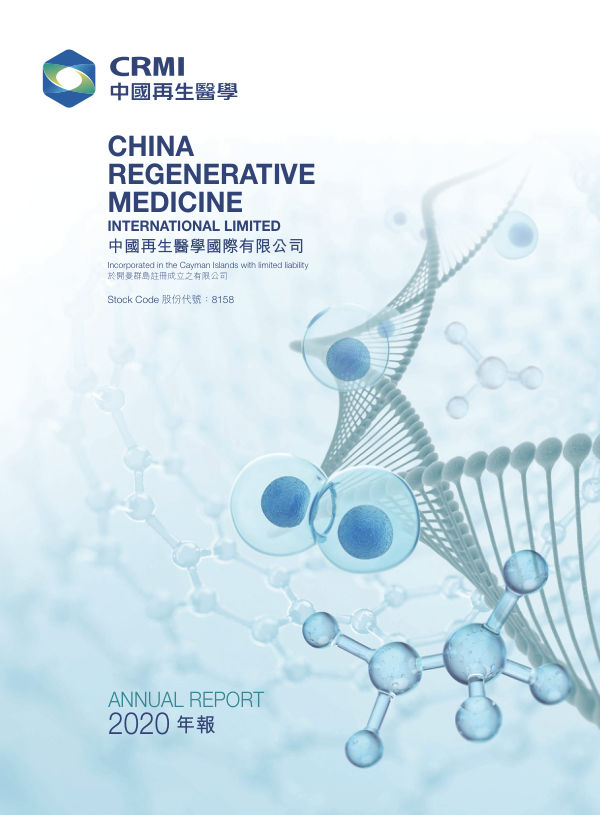 CRMI
中國再生醫學
CHINA
REGENERATIVE
MEDICINE
INTERNATIONAL LIMITED
中國再生醫學國際有限公司
Incorporated in the Cayman Islands with limited liability
於開曼群島註冊成立之有限公司
Stock Code 股份代號：8158
ANNUAL REPORT
2020 年報